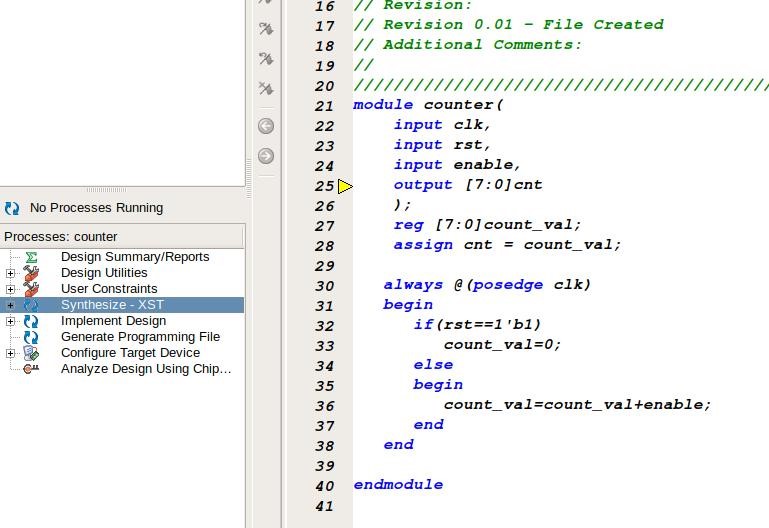 No Processes Running
Processes: counter
Design Summary/Reports
Design Utilities
User Constraints
Synthesize - XST
Implement Design
Generate Programming File
Configure Target Device
Analyze Design Using Chip...
16 // Revision:
17 // Revision 0.01 - File Created
18 // Additional Comments:
19 //
20 //////////////////////////////////////////
21 module counter(
22 input clk,
23 input rst,
24 input enable,
25 output [7:0]cnt
26 );
27 reg [7:0]count_val;
28 assign cnt = count_val;
29
30 always @(posedge clk)
31 begin
32 if(rst==1'b1)
33 count_val=0;
34 else
35 begin
36 count_val=count_val+enable;
37 end
38 end
39
40 endmodule
41